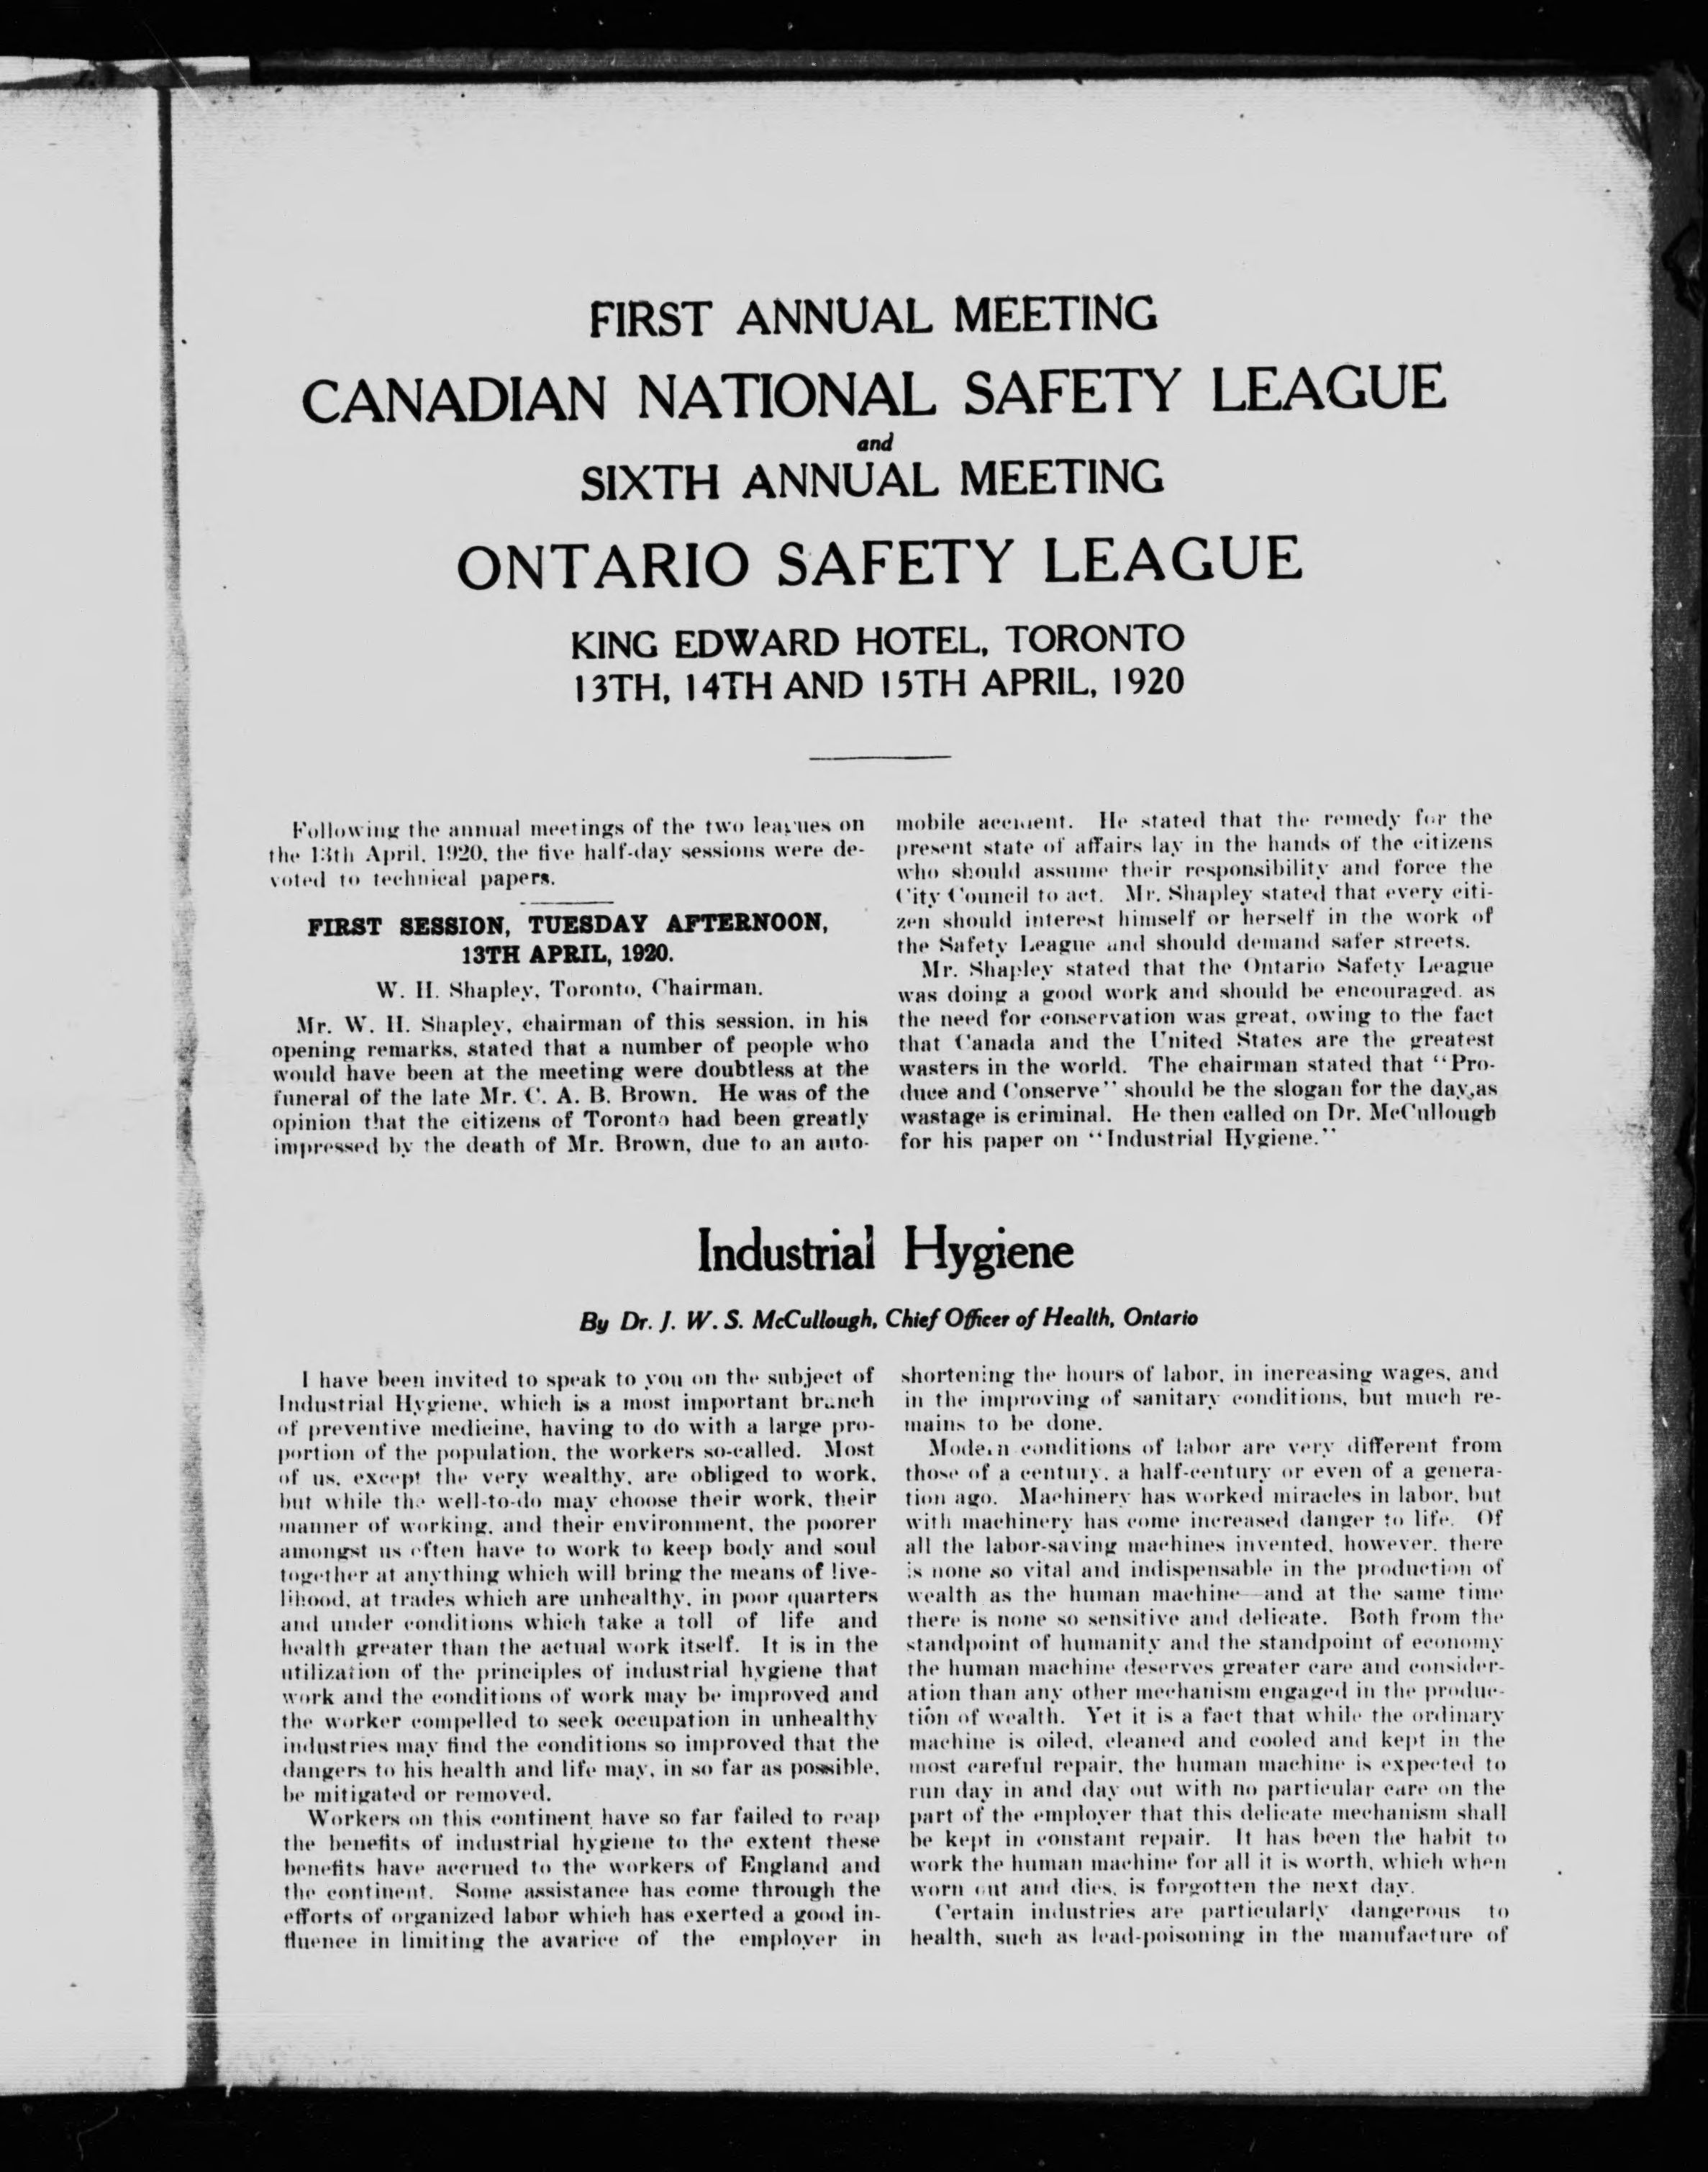 FIRST ANNUAL MEETING
CANADIAN NATIONAL SAFETY LEAGUE
and
SIXTH ANNUAL MEETING
ONTARIO SAFETY LEAGUE
KING EDWARD HOTEL, TORONTO
13TH, 14TH AND 15TH APRIL, 1920
Following the annual meetings of the two leagues on
the 13th April, 1920, the five half-day sessions were de-
voted to technical papers.
FIRST SESSION, TUESDAY AFTERNOON,
13TH APRIL, 1920.
W. H. Shapley, Toronto, Chairman.
Mr. W. H. Shapley, chairman of this session, in his
opening remarks, stated that a number of people who
would have been at the meeting were doubtless at the
funeral of the late Mr. C. A. B. Brown. He was of the
opinion that the citizens of Toronto had been greatly
impressed by the death of Mr. Brown, due to an auto-
mobile accident. He stated that the remedy for the
present state of affairs lay in the hands of the citizens
who should assume their responsibility and force the
City Council to act. Mr. Shapley stated that every citi-
zen should interest himself or herself in the work of
the Safety League and should demand safer streets.
Mr. Shapley stated that the Ontario Safety League
was doing a good work and should be encouraged, as
the need for conservation was great, owing to the fact
that Canada and the United States are the greatest
wasters in the world. The chairman stated that "Pro-
duce and Conserve" should be the slogan for the day, as
wastage is criminal. He then called on Dr. McCullough
for his paper on "Industrial Hygiene."
Industrial Hygiene
By Dr. J. W. S. McCullough, Chief Officer of Health, Ontario
I have been invited to speak to you on the subject of
Industrial Hygiene, which is a most important branch
of preventive medicine, having to do with a large pro-
portion of the population, the workers so-called. Most
of us, except the very wealthy, are obliged to work,
but while the well-to-do may choose their work, their
manner of working, and their environment, the poorer
amongst us often have to work to keep body and soul
together at anything which will bring the means of live-
lihood, at trades which are unhealthy, in poor quarters
and under conditions which take a toll of life and
health greater than the actual work itself. It is in the
utilization of the principles of industrial hygiene that
work and the conditions of work may be improved and
the worker compelled to seek occupation in unhealthy
industries may find the conditions so improved that the
dangers to his health and life may, in so far as possible,
be mitigated or removed.
Workers on this continent have so far failed to reap
the benefits of industrial hygiene to the extent these
benefits have accrued to the workers of England and
the continent. Some assistance has come through the
efforts of organized labor which has exerted a good in-
fluence in limiting the avarice of the employer in
shortening the hours of labor, in increasing wages, and
in the improving of sanitary conditions, but much re-
mains to be done.
Modern conditions of labor are very different from
those of a century, a half-century or even of a genera-
tion ago. Machinery has worked miracles in labor, but
with machinery has come increased danger to life. Of
all the labor-saving machines invented, however, there
is none so vital and indispensable in the production of
wealth as the human machine—and at the same time
there is none so sensitive and delicate. Both from the
standpoint of humanity and the standpoint of economy
the human machine deserves greater care and consider-
ation than any other mechanism engaged in the produc-
tion of wealth. Yet it is a fact that while the ordinary
machine is oiled, cleaned and cooled and kept in the
most careful repair, the human machine is expected to
run day in and day out with no particular care on the
part of the employer that this delicate mechanism shall
be kept in constant repair. It has been the habit to
work the human machine for all it is worth, which when
worn out and dies, is forgotten the next day.
Certain industries are particularly dangerous to
health, such as lead-poisoning in the manufacture of